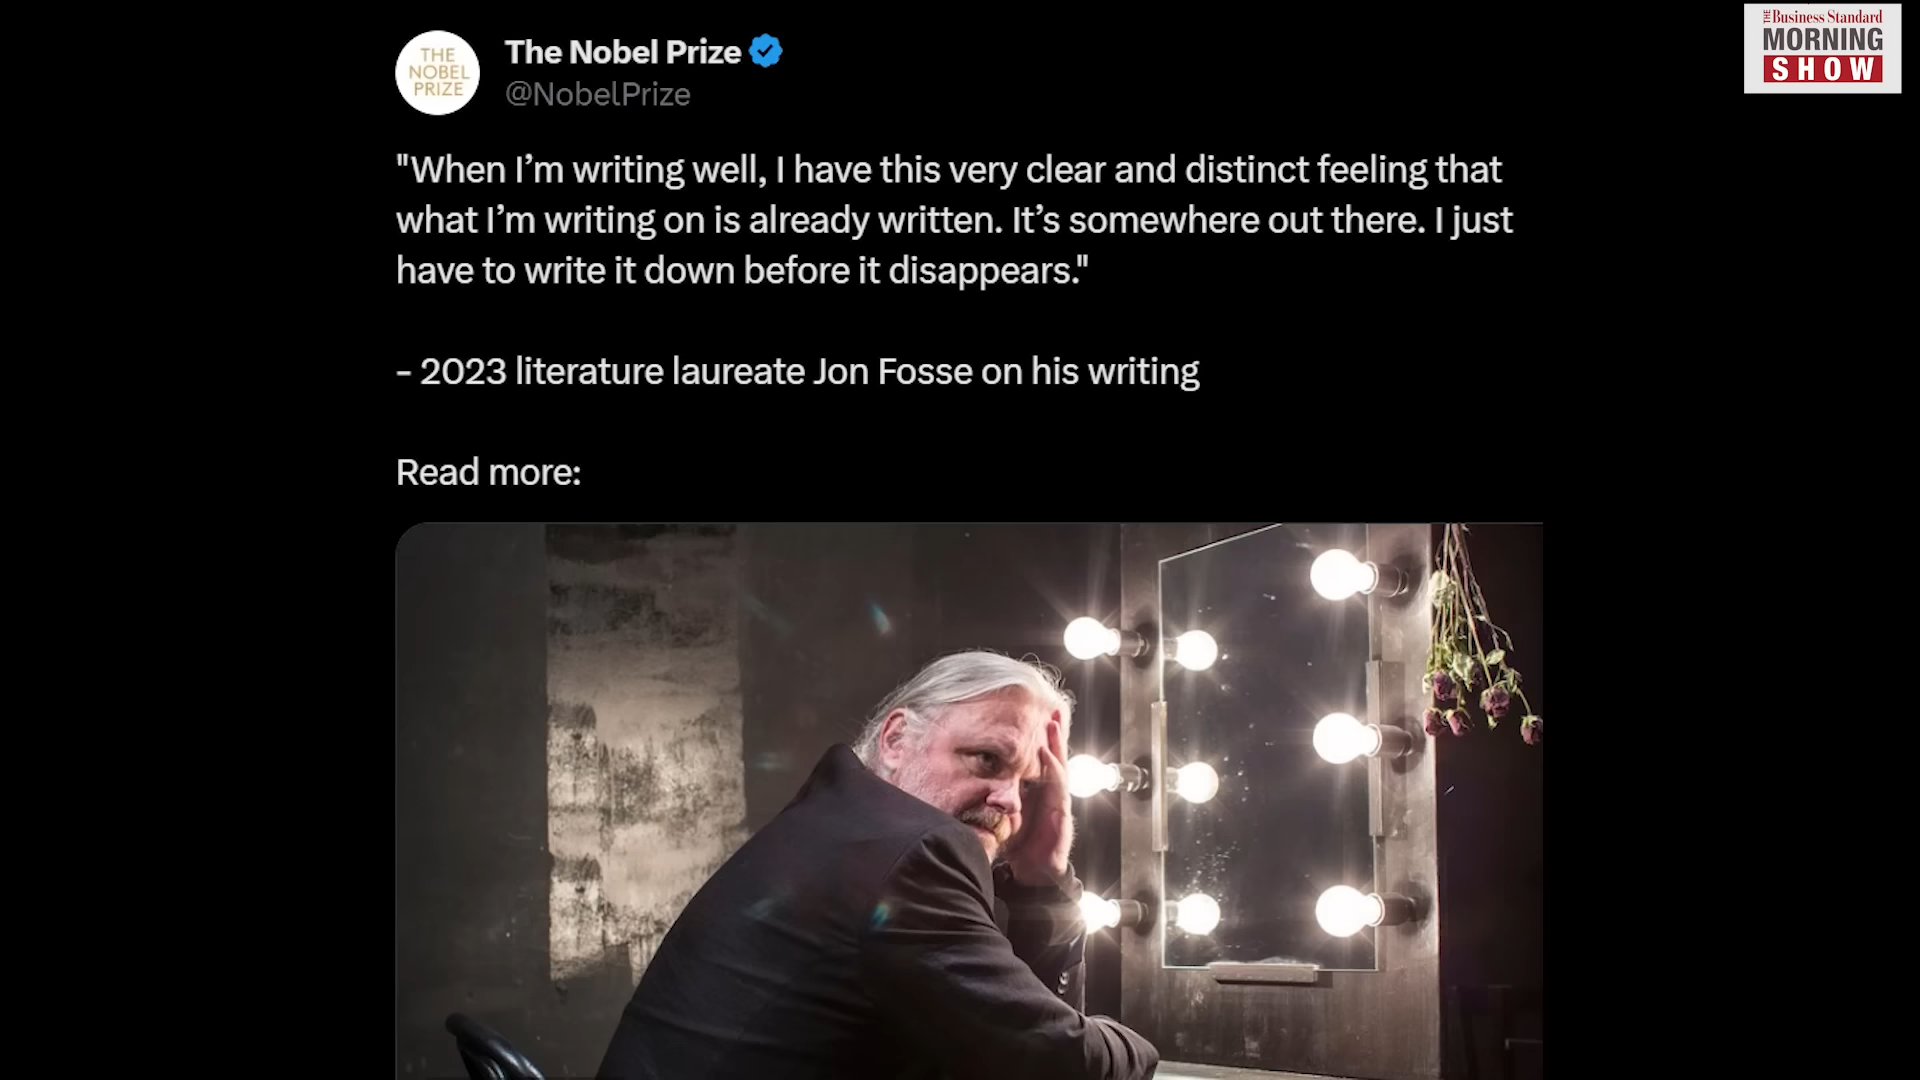 THE Business Standard
MORNING
SHOW
THE
NOBEL
PRIZE
The Nobel Prize
@NobelPrize
"When I’m writing well, I have this very clear and distinct feeling that
what I’m writing on is already written. It’s somewhere out there. I just
have to write it down before it disappears."
– 2023 literature laureate Jon Fosse on his writing
Read more: